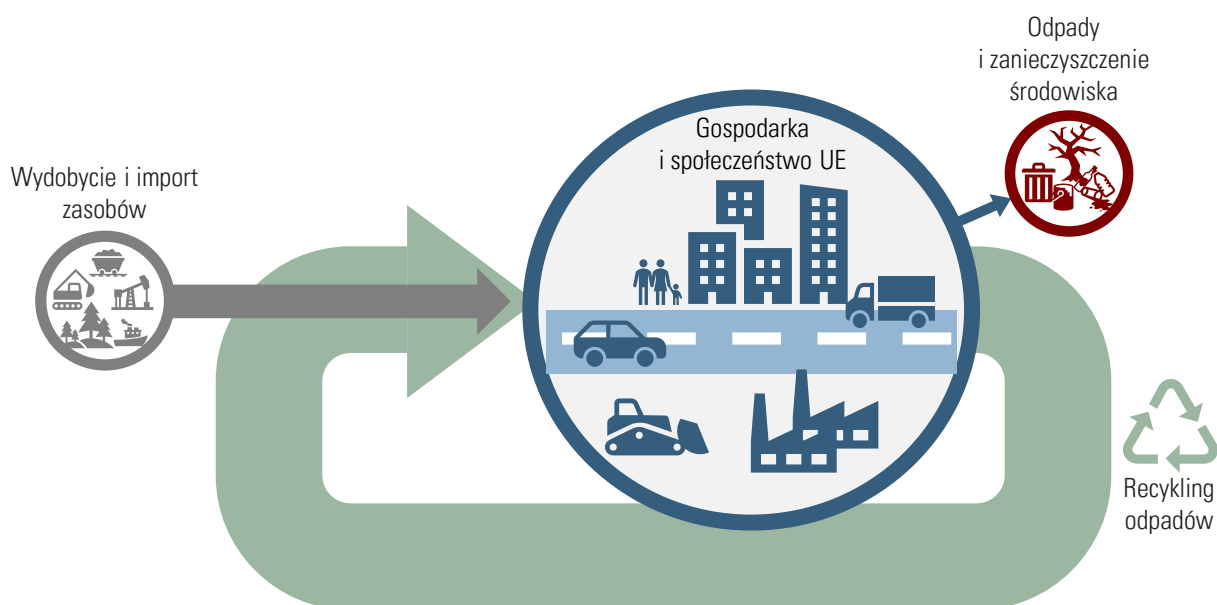 Odpady
i zanieczyszczenie
środowiska
Gospodarka
i społeczeństwo UE
Wydobycie i import
zasobów
Recykling
odpadów